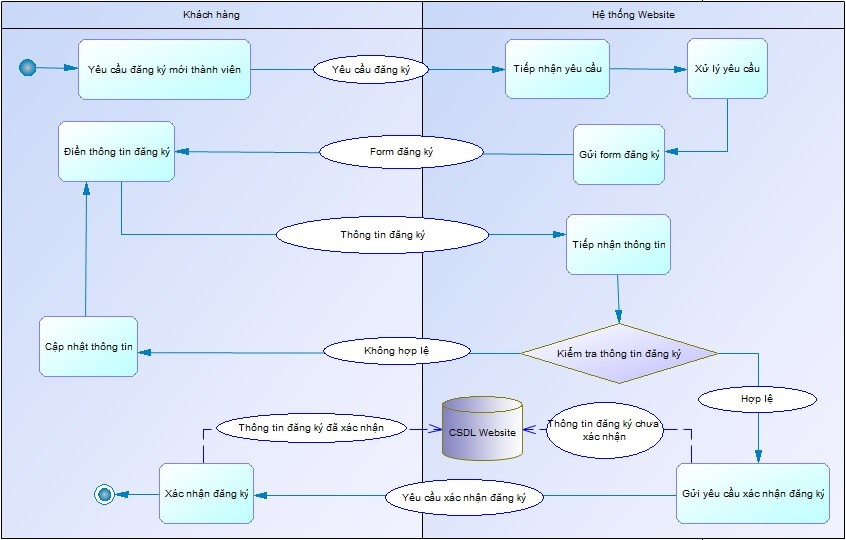 Khách hàng
Hệ thống Website
Yêu cầu đăng ký mới thành viên
Yêu cầu đăng ký
Tiếp nhận yêu cầu
Xử lý yêu cầu
Điền thông tin đăng ký
Form đăng ký
Gửi form đăng ký
Thông tin đăng ký
Tiếp nhận thông tin
Cập nhật thông tin
Không hợp lệ
Kiểm tra thông tin đăng ký
Hợp lệ
Thông tin đăng ký đã xác nhận
CSDL Website
Thông tin đăng ký chưa
xác nhận
Xác nhận đăng ký
Yêu cầu xác nhận đăng ký
Gửi yêu cầu xác nhận đăng ký